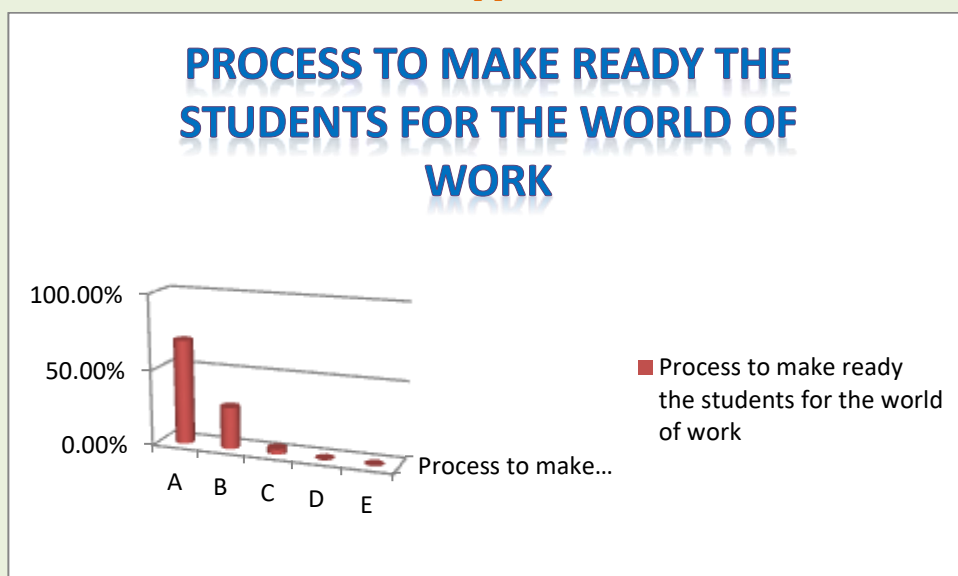 PROCESS TO MAKE READY THE
STUDENTS FOR THE WORLD OF
WORK
100.00%
50.00%
0.00%
A B C D E
Process to make…
Process to make ready
the students for the world
of work